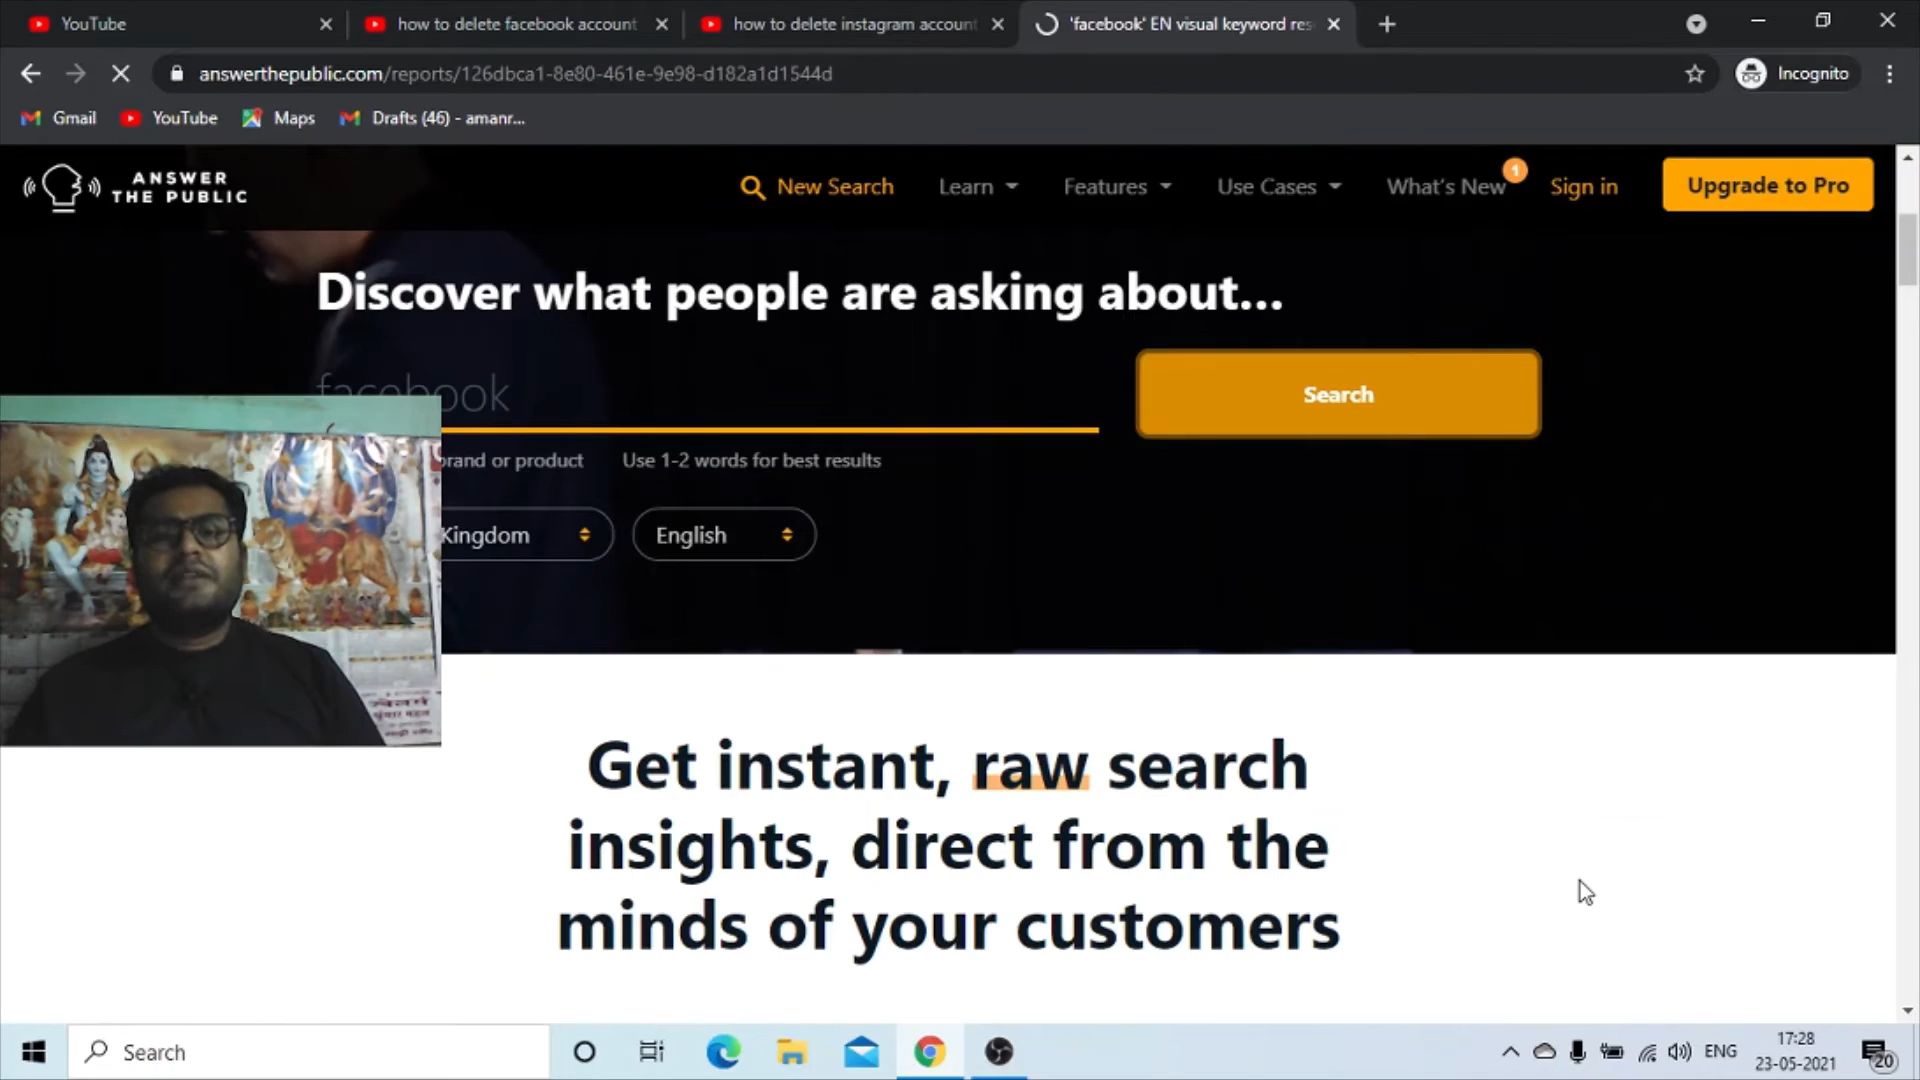 YouTube
how to delete facebook account
how to delete instagram account
'facebook' EN visual keyword res
answerthepublic.com/reports/126dbca1-8e80-461e-9e98-d182a1d1544d
Incognito
Gmail
YouTube
Maps
Drafts (46) - amanr...
ANSWER
THE PUBLIC
New Search
Learn
Features
Use Cases
What's New
1
Sign in
Upgrade to Pro
Discover what people are asking about...
facebook
Search
brand or product
Use 1-2 words for best results
Kingdom
English
Get instant, raw search
insights, direct from the
minds of your customers
Search
ENG
17:28
23-05-2021
20